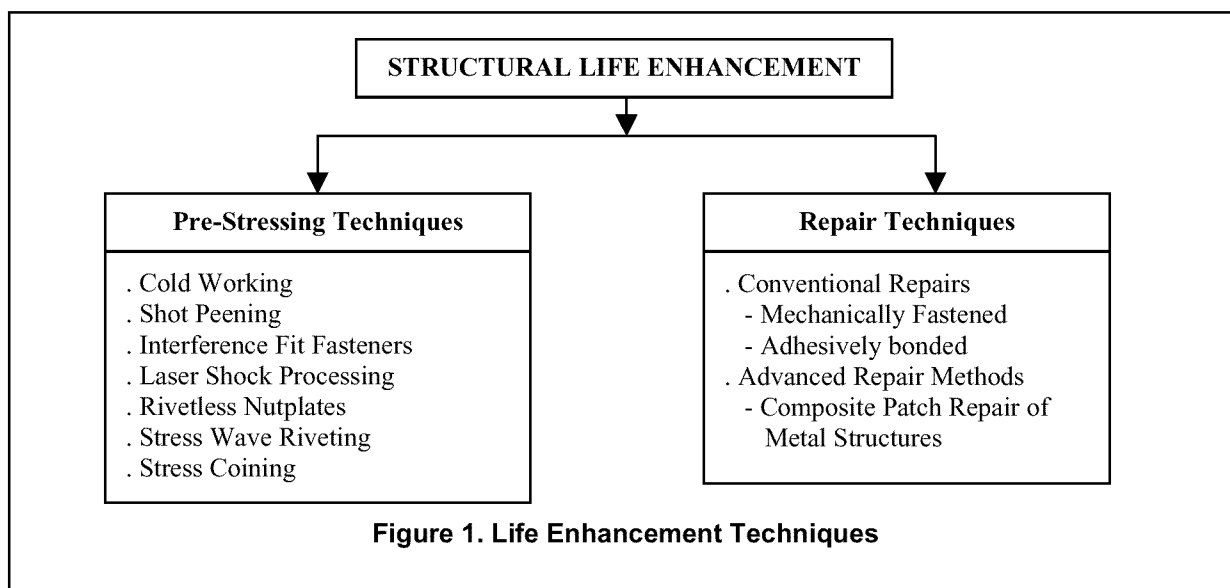 STRUCTURAL LIFE ENHANCEMENT
Pre-Stressing Techniques
. Cold Working
. Shot Peening
. Interference Fit Fasteners
. Laser Shock Processing
. Rivetless Nutplates
. Stress Wave Riveting
. Stress Coining
Repair Techniques
. Conventional Repairs
- Mechanically Fastened
- Adhesively bonded
. Advanced Repair Methods
- Composite Patch Repair of
Metal Structures
Figure 1. Life Enhancement Techniques